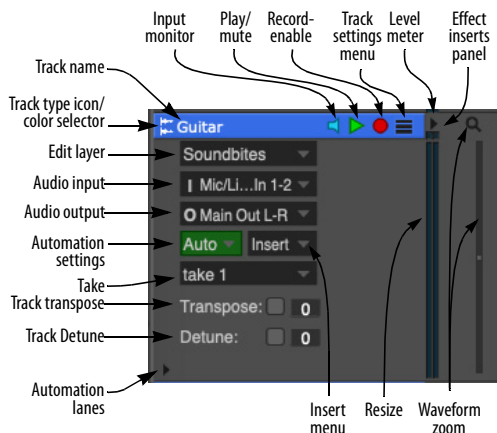 Input
monitor
Play/
mute
Record-
enable
Track
settings
menu
Level
meter
Effect
inserts
panel
Track name
Track type icon/
color selector
Guitar
Edit layer
Soundbites
Audio input
Mic/Li...In 1-2
Audio output
O Main Out L-R
Automation
settings
Auto
Insert
Take
take 1
Track transpose
Transpose:
0
Track Detune
Detune:
0
Automation
lanes
Insert
menu
Resize
Waveform
zoom